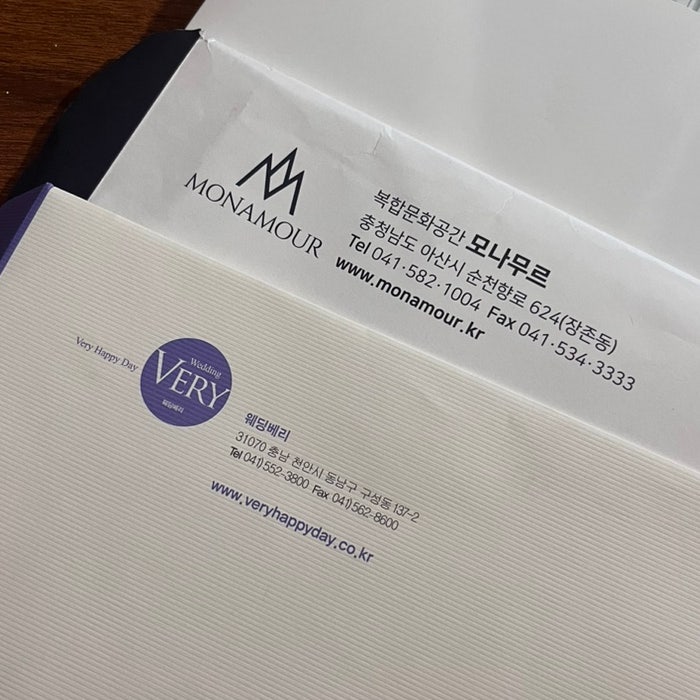 MONAMOUR
복합문화공간 모나무르
충청남도 아산시 순천향로 624(장존동)
Tel 041·582·1004 Fax 041·534·3333
www.monamour.kr
Very Happy Day
Wedding
VERY
웨딩베리
웨딩베리
31070 충남 천안시 동남구 구성동 137-2
Tel 041)552-3800 Fax 041)562-8600
www.veryhappyday.co.kr